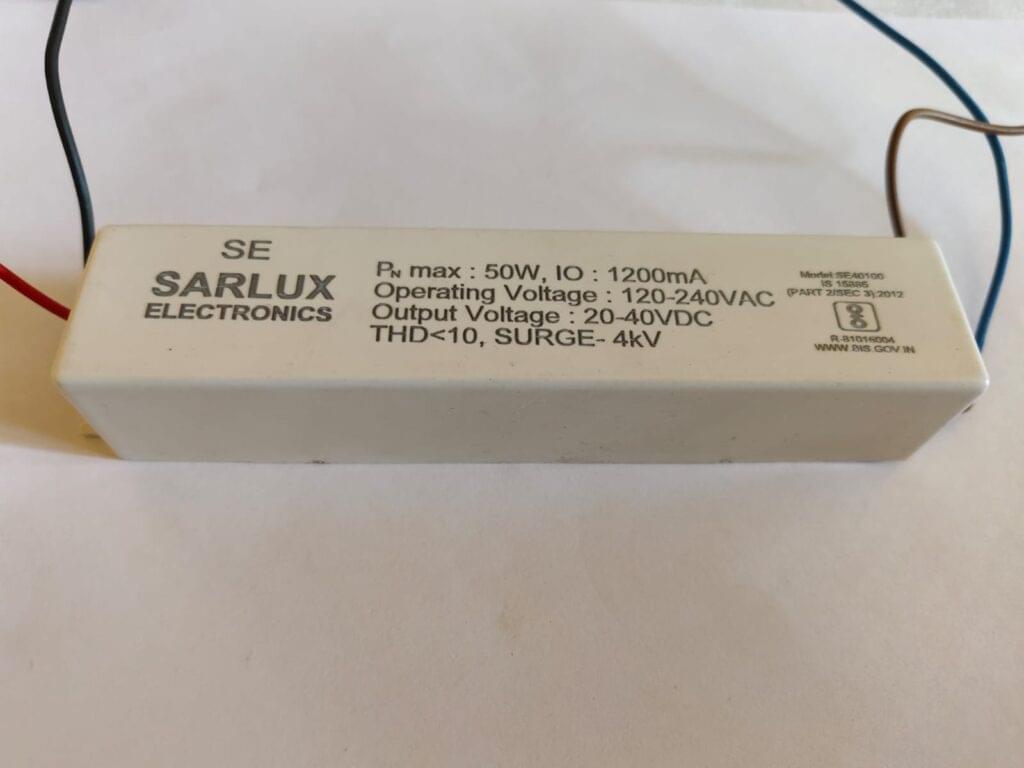 SE
SARLUX
ELECTRONICS
PN max : 50W, IO : 1200mA
Operating Voltage : 120-240VAC
Output Voltage : 20-40VDC
THD<10, SURGE- 4kV
Model:SE40100
IS 15885
(PART 2/SEC 3):2012
R-81016004
WWW.BIS.GOV.IN